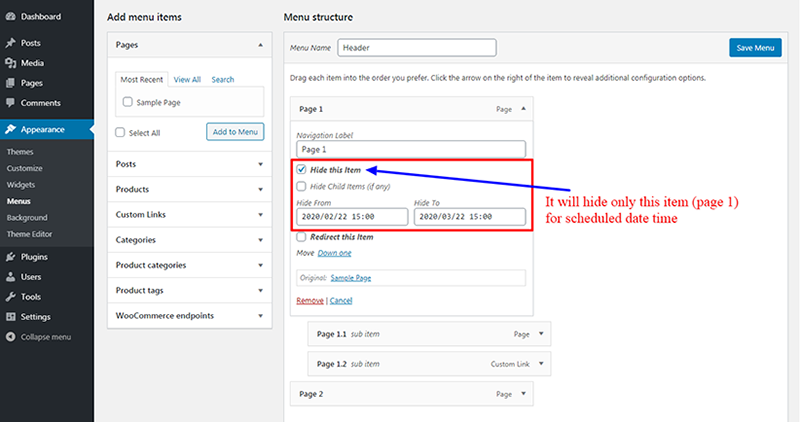 Dashboard
Posts
Media
Pages
Comments
Appearance
Themes
Customize
Widgets
Menus
Background
Theme Editor
Plugins
Users
Tools
Settings
Collapse menu
Add menu items
Pages
Most Recent View All Search
Sample Page
Select All Add to Menu
Posts
Products
Custom Links
Categories
Product categories
Product tags
WooCommerce endpoints
Menu structure
Menu Name Header Save Menu
Drag each item into the order you prefer. Click the arrow on the right of the item to reveal additional configuration options.
Page 1 Page
Navigation Label
Page 1
Hide this Item
Hide Child Items (if any)
Hide From Hide To
2020/02/22 15:00 2020/03/22 15:00
Redirect this Item
Move Down one
Original: Sample Page
Remove | Cancel
Page 1.1 sub item Page
Page 1.2 sub item Custom Link
Page 2 Page
It will hide only this item (page 1)
for scheduled date time